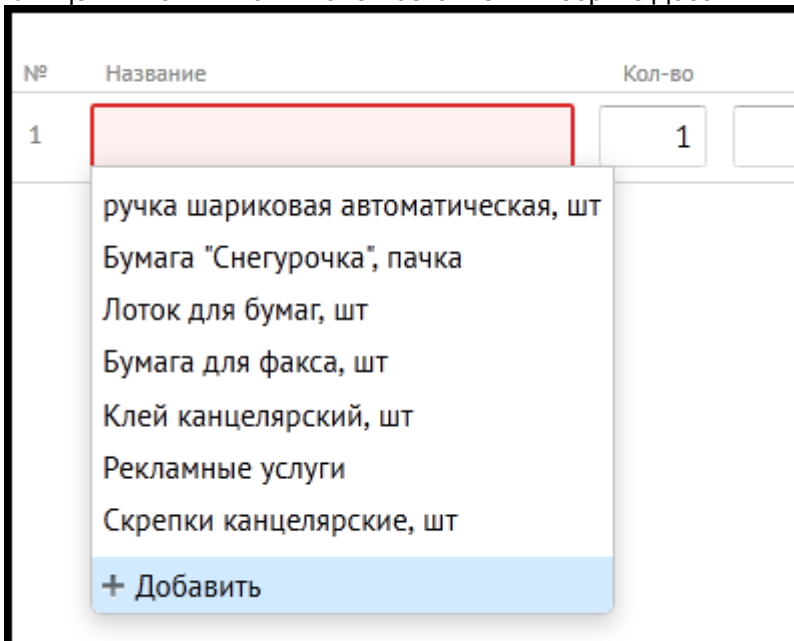 № Название Кол-во
1 1
ручка шариковая автоматическая, шт
Бумага "Снегурочка", пачка
Лоток для бумаг, шт
Бумага для факса, шт
Клей канцелярский, шт
Рекламные услуги
Скрепки канцелярские, шт
+ Добавить